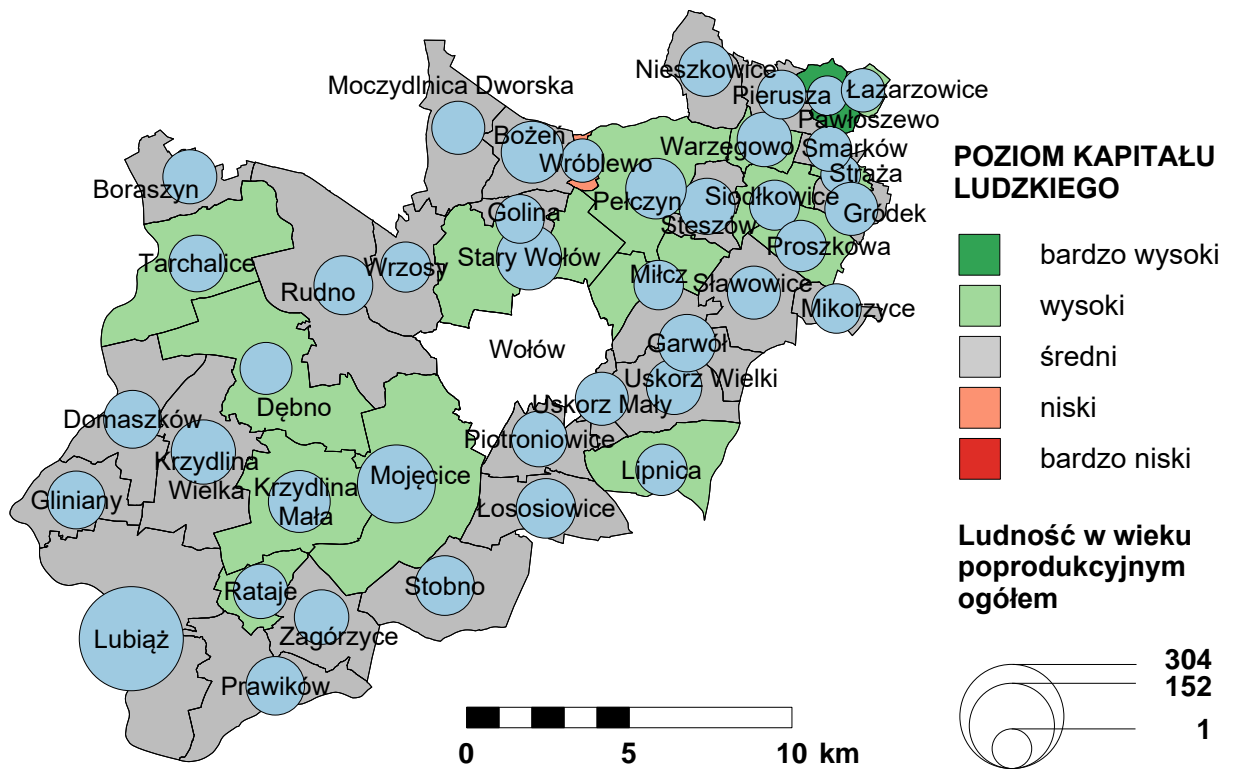 Nieszkowice
Moczydlnica Dworska
Pierusza
Łazarzowice
Pawłoszewo
Bożeń
Warzęgowo
Smarków
Wróblewo
Straża
Boraszyn
Pełczyn
Siodłkowice
Golina
Steszów
Gródek
Proszkowa
Tarchalice
Wrzosy
Stary Wołów
Miłcz
Sławowice
Rudno
Mikorzyce
Wołów
Garwół
Uskorz Wielki
Dębno
Uskorz Mały
Domaszków
Piotroniowice
Krzydlina
Wielka
Lipnica
Mojęcice
Krzydlina
Mała
Gliniany
Łososiowice
Rataje
Stobno
Lubiąż
Zagórzyce
Prawików
0
5
10 km
POZIOM KAPITAŁU
LUDZKIEGO
bardzo wysoki
wysoki
średni
niski
bardzo niski
Ludność w wieku
poprodukcyjnym
ogółem
304
152
1